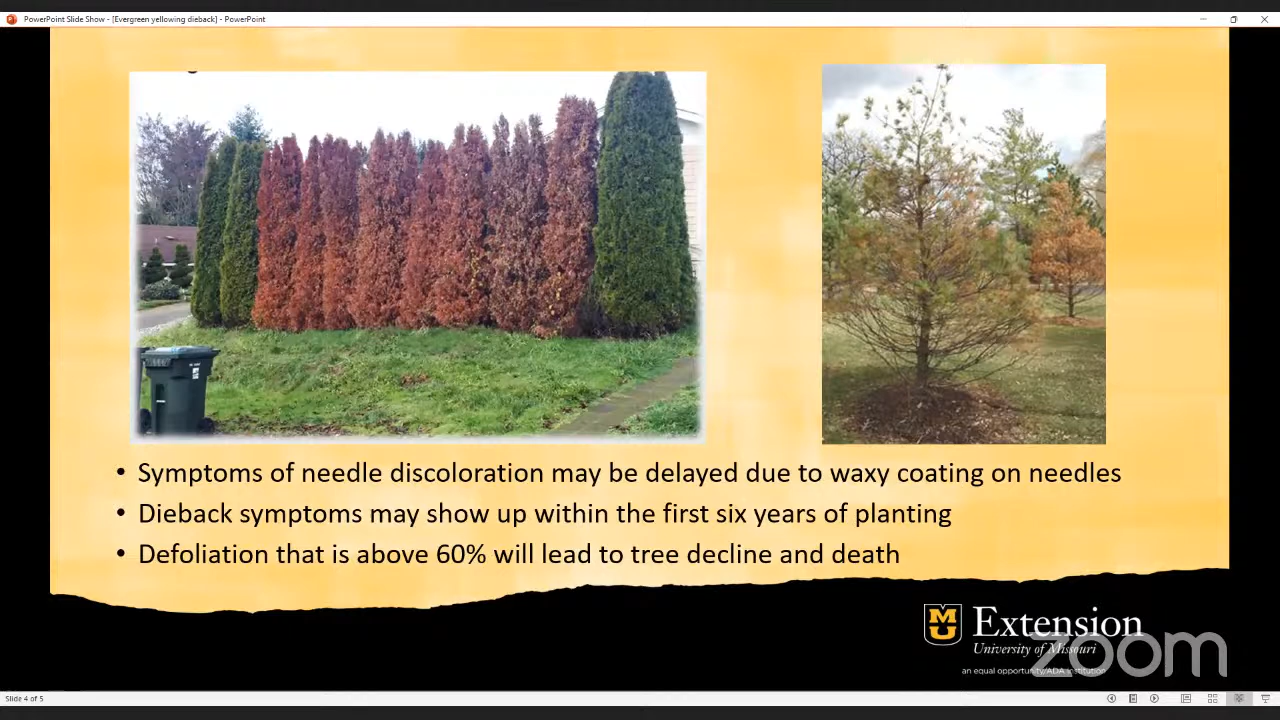 PowerPoint Slide Show - [Evergreen yellowing dieback] - PowerPoint
• Symptoms of needle discoloration may be delayed due to waxy coating on needles
• Dieback symptoms may show up within the first six years of planting
• Defoliation that is above 60% will lead to tree decline and death
MU
Extension
University of Missouri
an equal opportunity/ADA institution
zoom
Slide 4 of 5